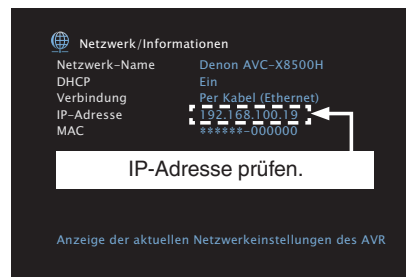 Netzwerk/Informationen
Netzwerk-Name Denon AVC-X8500H
DHCP Ein
Verbindung Per Kabel (Ethernet)
IP-Adresse 192.168.100.19
MAC ******-000000
IP-Adresse prüfen.
Anzeige der aktuellen Netzwerkeinstellungen des AVR